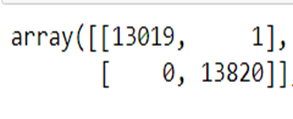 array([[13019,     1],
       [    0, 13820]],